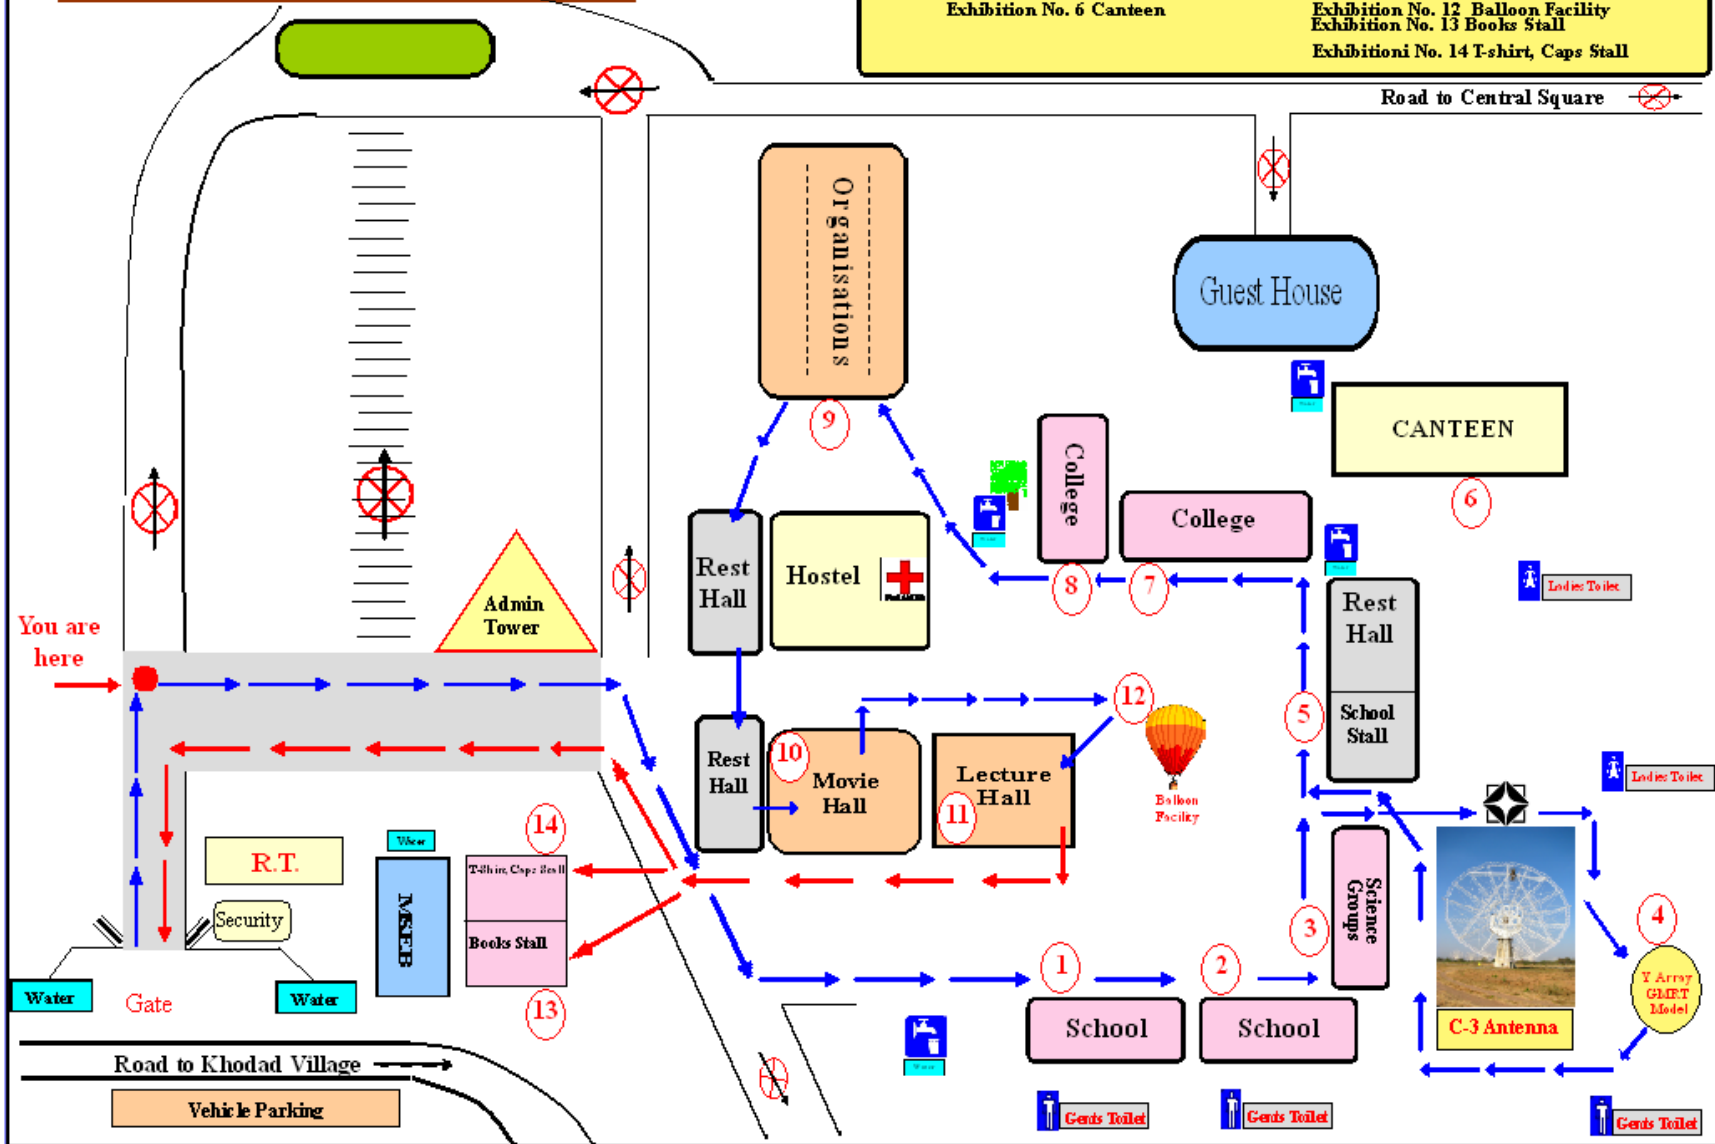 Exhibition No. 6 Canteen
Exhibition No. 12 Balloon Facility
Exhibition No. 13 Books Stall
Exhibitioni No. 14 T-shirt, Caps Stall
Road to Central Square
Organisations
Guest House
9
CANTEEN
College
College
6
Rest
Hall
Hostel
8
7
Ladies Toilet
Admin
Tower
Rest
Hall
You are
here
12
5
School
Stall
10
Rest
Hall
Movie
Hall
Lecture
Hall
11
Balloon
Facility
Ladies Toilet
14
Water
R.T.
T-Shirt, Caps Stall
MSEB
Security
Books Stall
Science
Groups
3
4
1
2
Y Array
GMRT
Model
Water
Gate
Water
13
School
School
C-3 Antenna
Water
Road to Khodad Village
Vehicle Parking
Gents Toilet
Gents Toilet
Gents Toilet